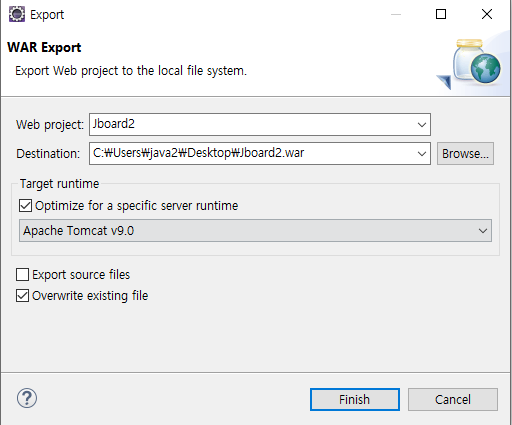 Export
WAR Export
Export Web project to the local file system.
Web project: Jboard2
Destination: C:₩Users₩java2₩Desktop₩Jboard2.war Browse...
Target runtime
Optimize for a specific server runtime
Apache Tomcat v9.0
Export source files
Overwrite existing file
Finish Cancel